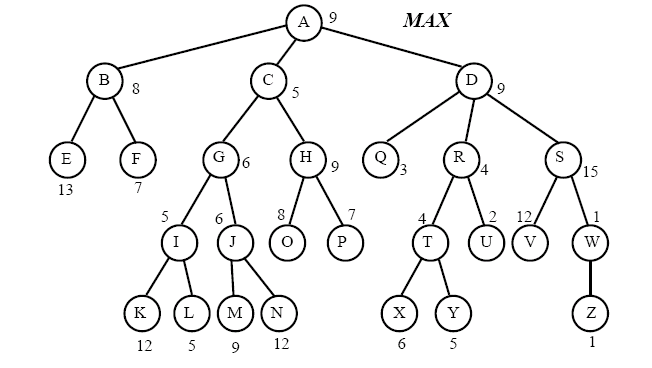 A 9 MAX
B 8 C 5 D 9
E F G 6 H 9 Q 3 R 4 S 15
13 7
5 6 8 7 4 2 12 1
I J O P T U V W
K L M N X Y Z
12 5 9 12 6 5 1